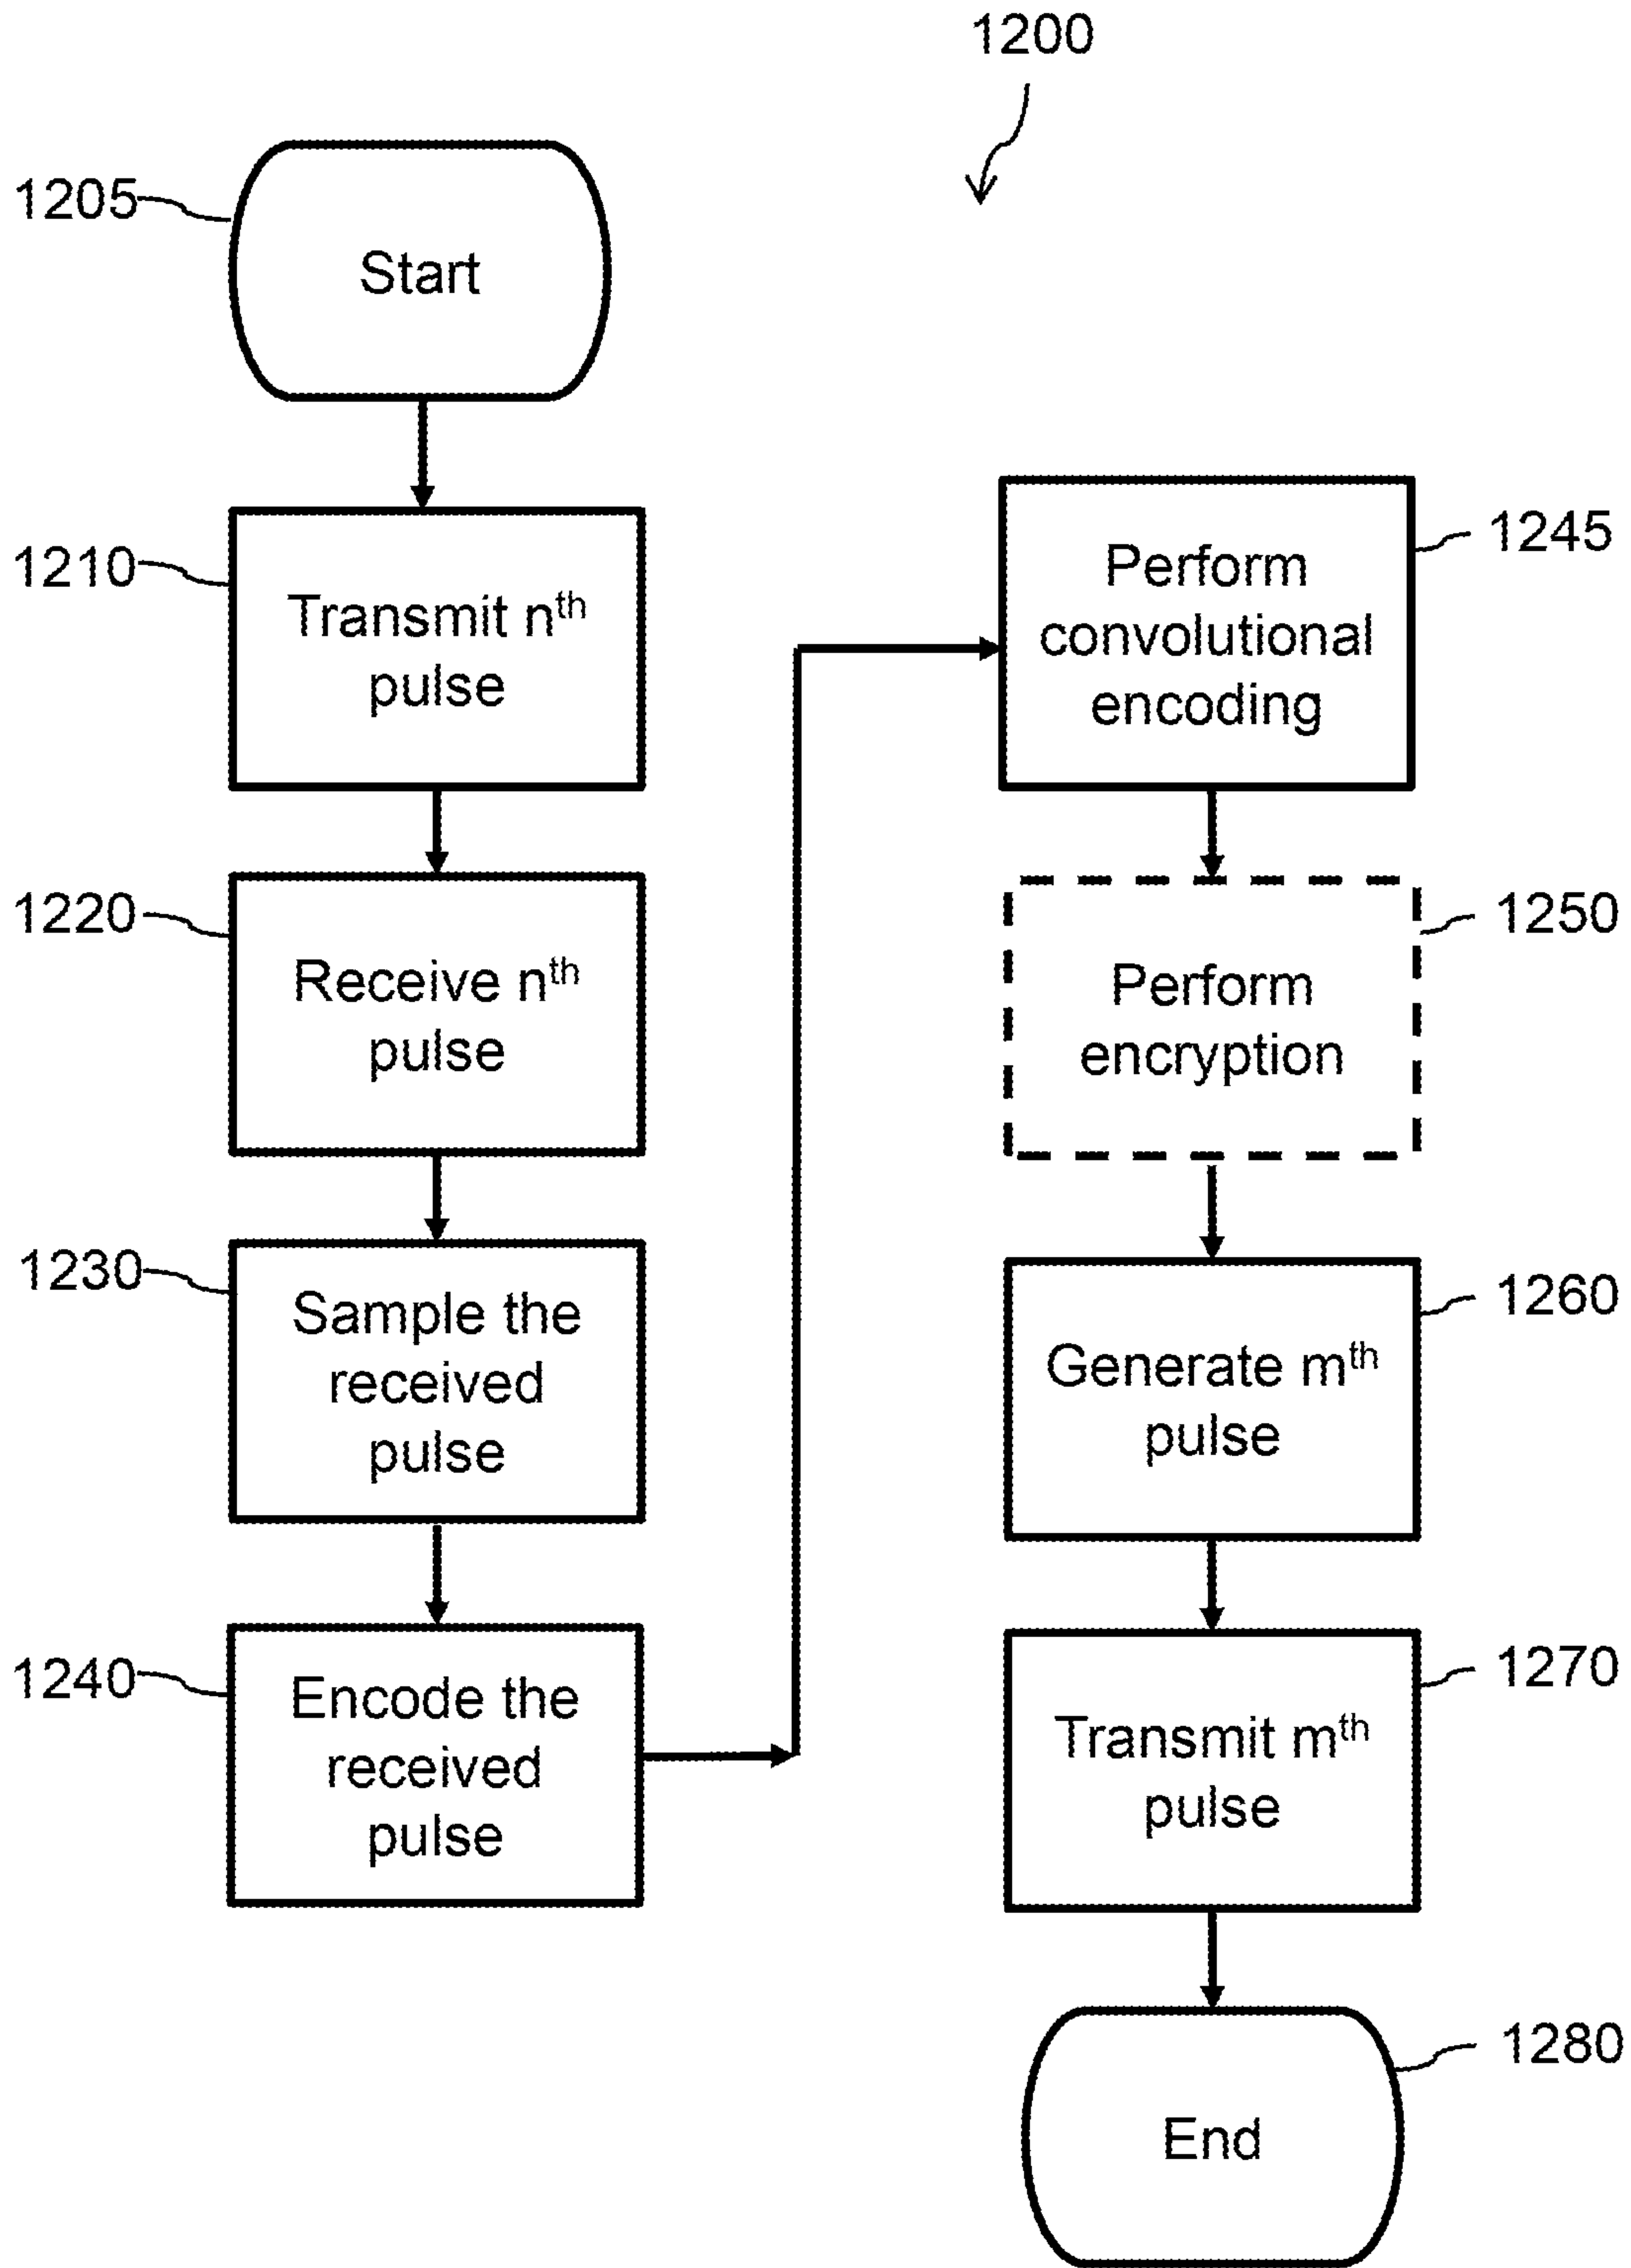 1200
1205
Start
1210
Transmit nth
pulse
1220
Receive nth
pulse
1230
Sample the
received
pulse
1240
Encode the
received
pulse
1245
Perform
convolutional
encoding
1250
Perform
encryption
1260
Generate mth
pulse
1270
Transmit mth
pulse
1280
End